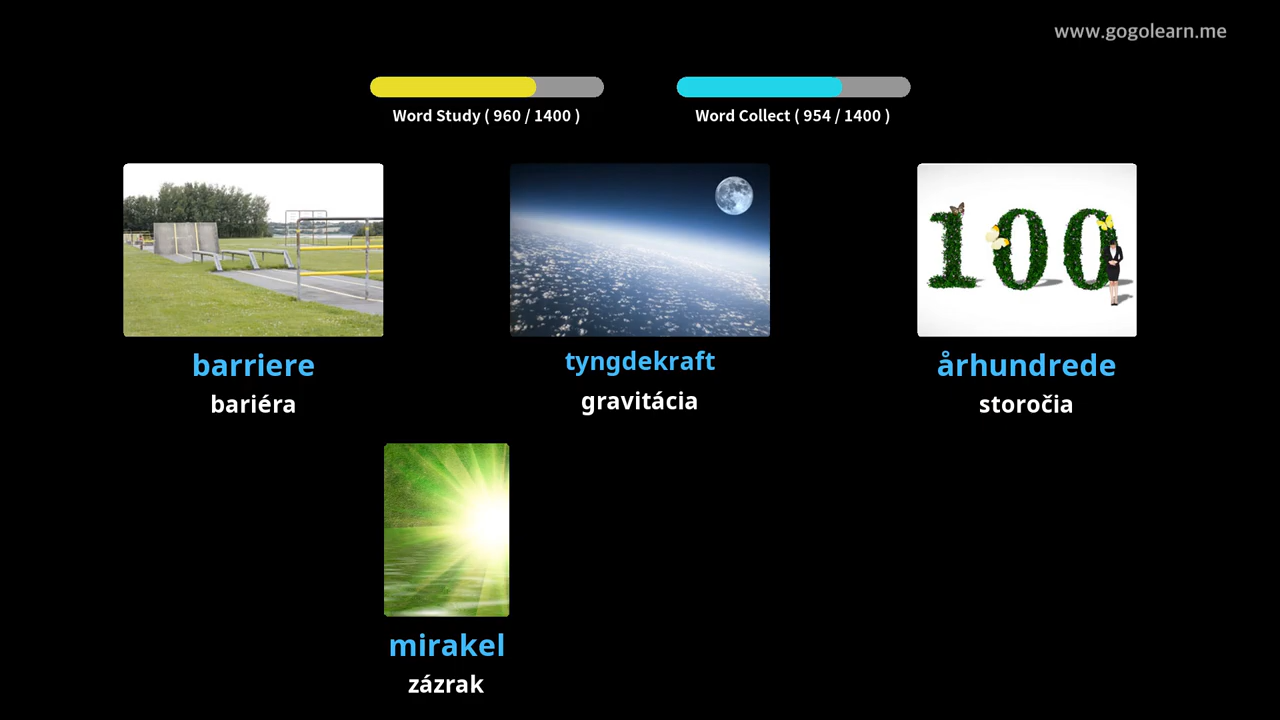 www.gogolearn.me
Word Study ( 960 / 1400 )
Word Collect ( 954 / 1400 )
100
barriere
tyngdekraft
århundrede
bariéra
gravitácia
storočia
mirakel
zázrak